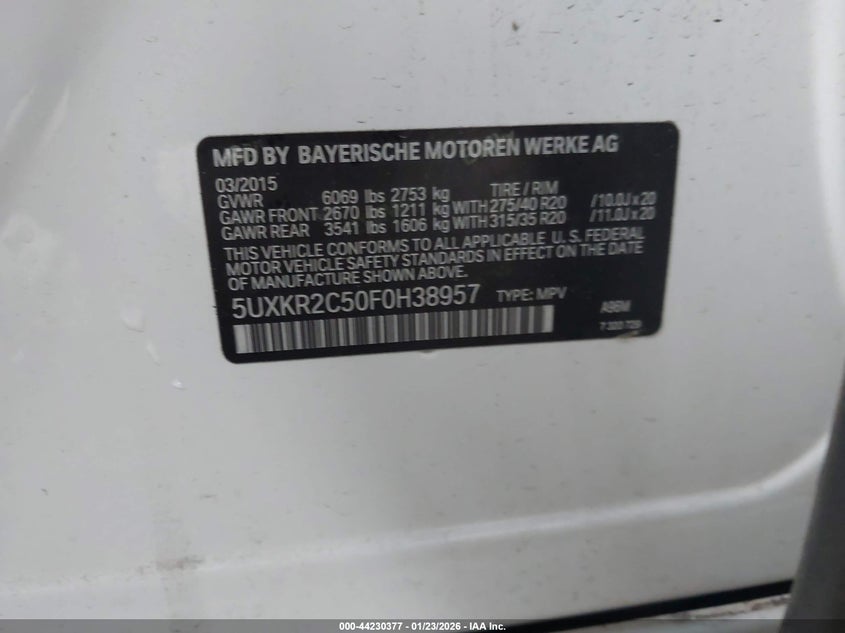 MFD BY BAYERISCHE MOTOREN WERKE AG
03/2015 TIRE / RIM
GVWR 6069 lbs 2753 kg
GAWR FRONT 2670 lbs 1211 kg WITH 275/40 R20 /10.0J x 20
GAWR REAR 3541 lbs 1606 kg WITH 315/35 R20 /11.0J x 20
THIS VEHICLE CONFORMS TO ALL APPLICABLE U. S. FEDERAL
MOTOR VEHICLE SAFETY STANDARDS IN EFFECT ON THE DATE
OF MANUFACTURE SHOWN ABOVE.
5UXKR2C50F0H38957 TYPE: MPV
A96M
000-44230377 - 01/23/2026 - IAA Inc.